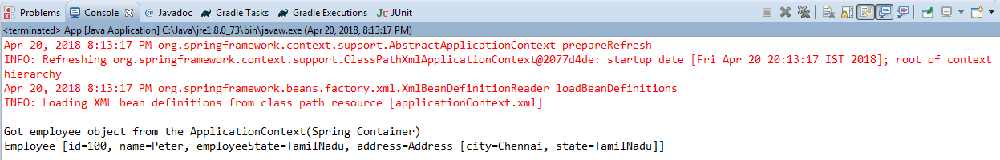 Problems Console Javadoc Gradle Tasks Gradle Executions JUnit
<terminated> App [Java Application] C:\Java\jre1.8.0_73\bin\javaw.exe (Apr 20, 2018, 8:13:17 PM)
Apr 20, 2018 8:13:17 PM org.springframework.context.support.AbstractApplicationContext prepareRefresh
INFO: Refreshing org.springframework.context.support.ClassPathXmlApplicationContext@2077d4de: startup date [Fri Apr 20 20:13:17 IST 2018]; root of context
hierarchy
Apr 20, 2018 8:13:17 PM org.springframework.beans.factory.xml.XmlBeanDefinitionReader loadBeanDefinitions
INFO: Loading XML bean definitions from class path resource [applicationContext.xml]
---------------------------------------
Got employee object from the ApplicationContext(Spring Container)
Employee [id=100, name=Peter, employeeState=TamilNadu, address=Address [city=Chennai, state=TamilNadu]]